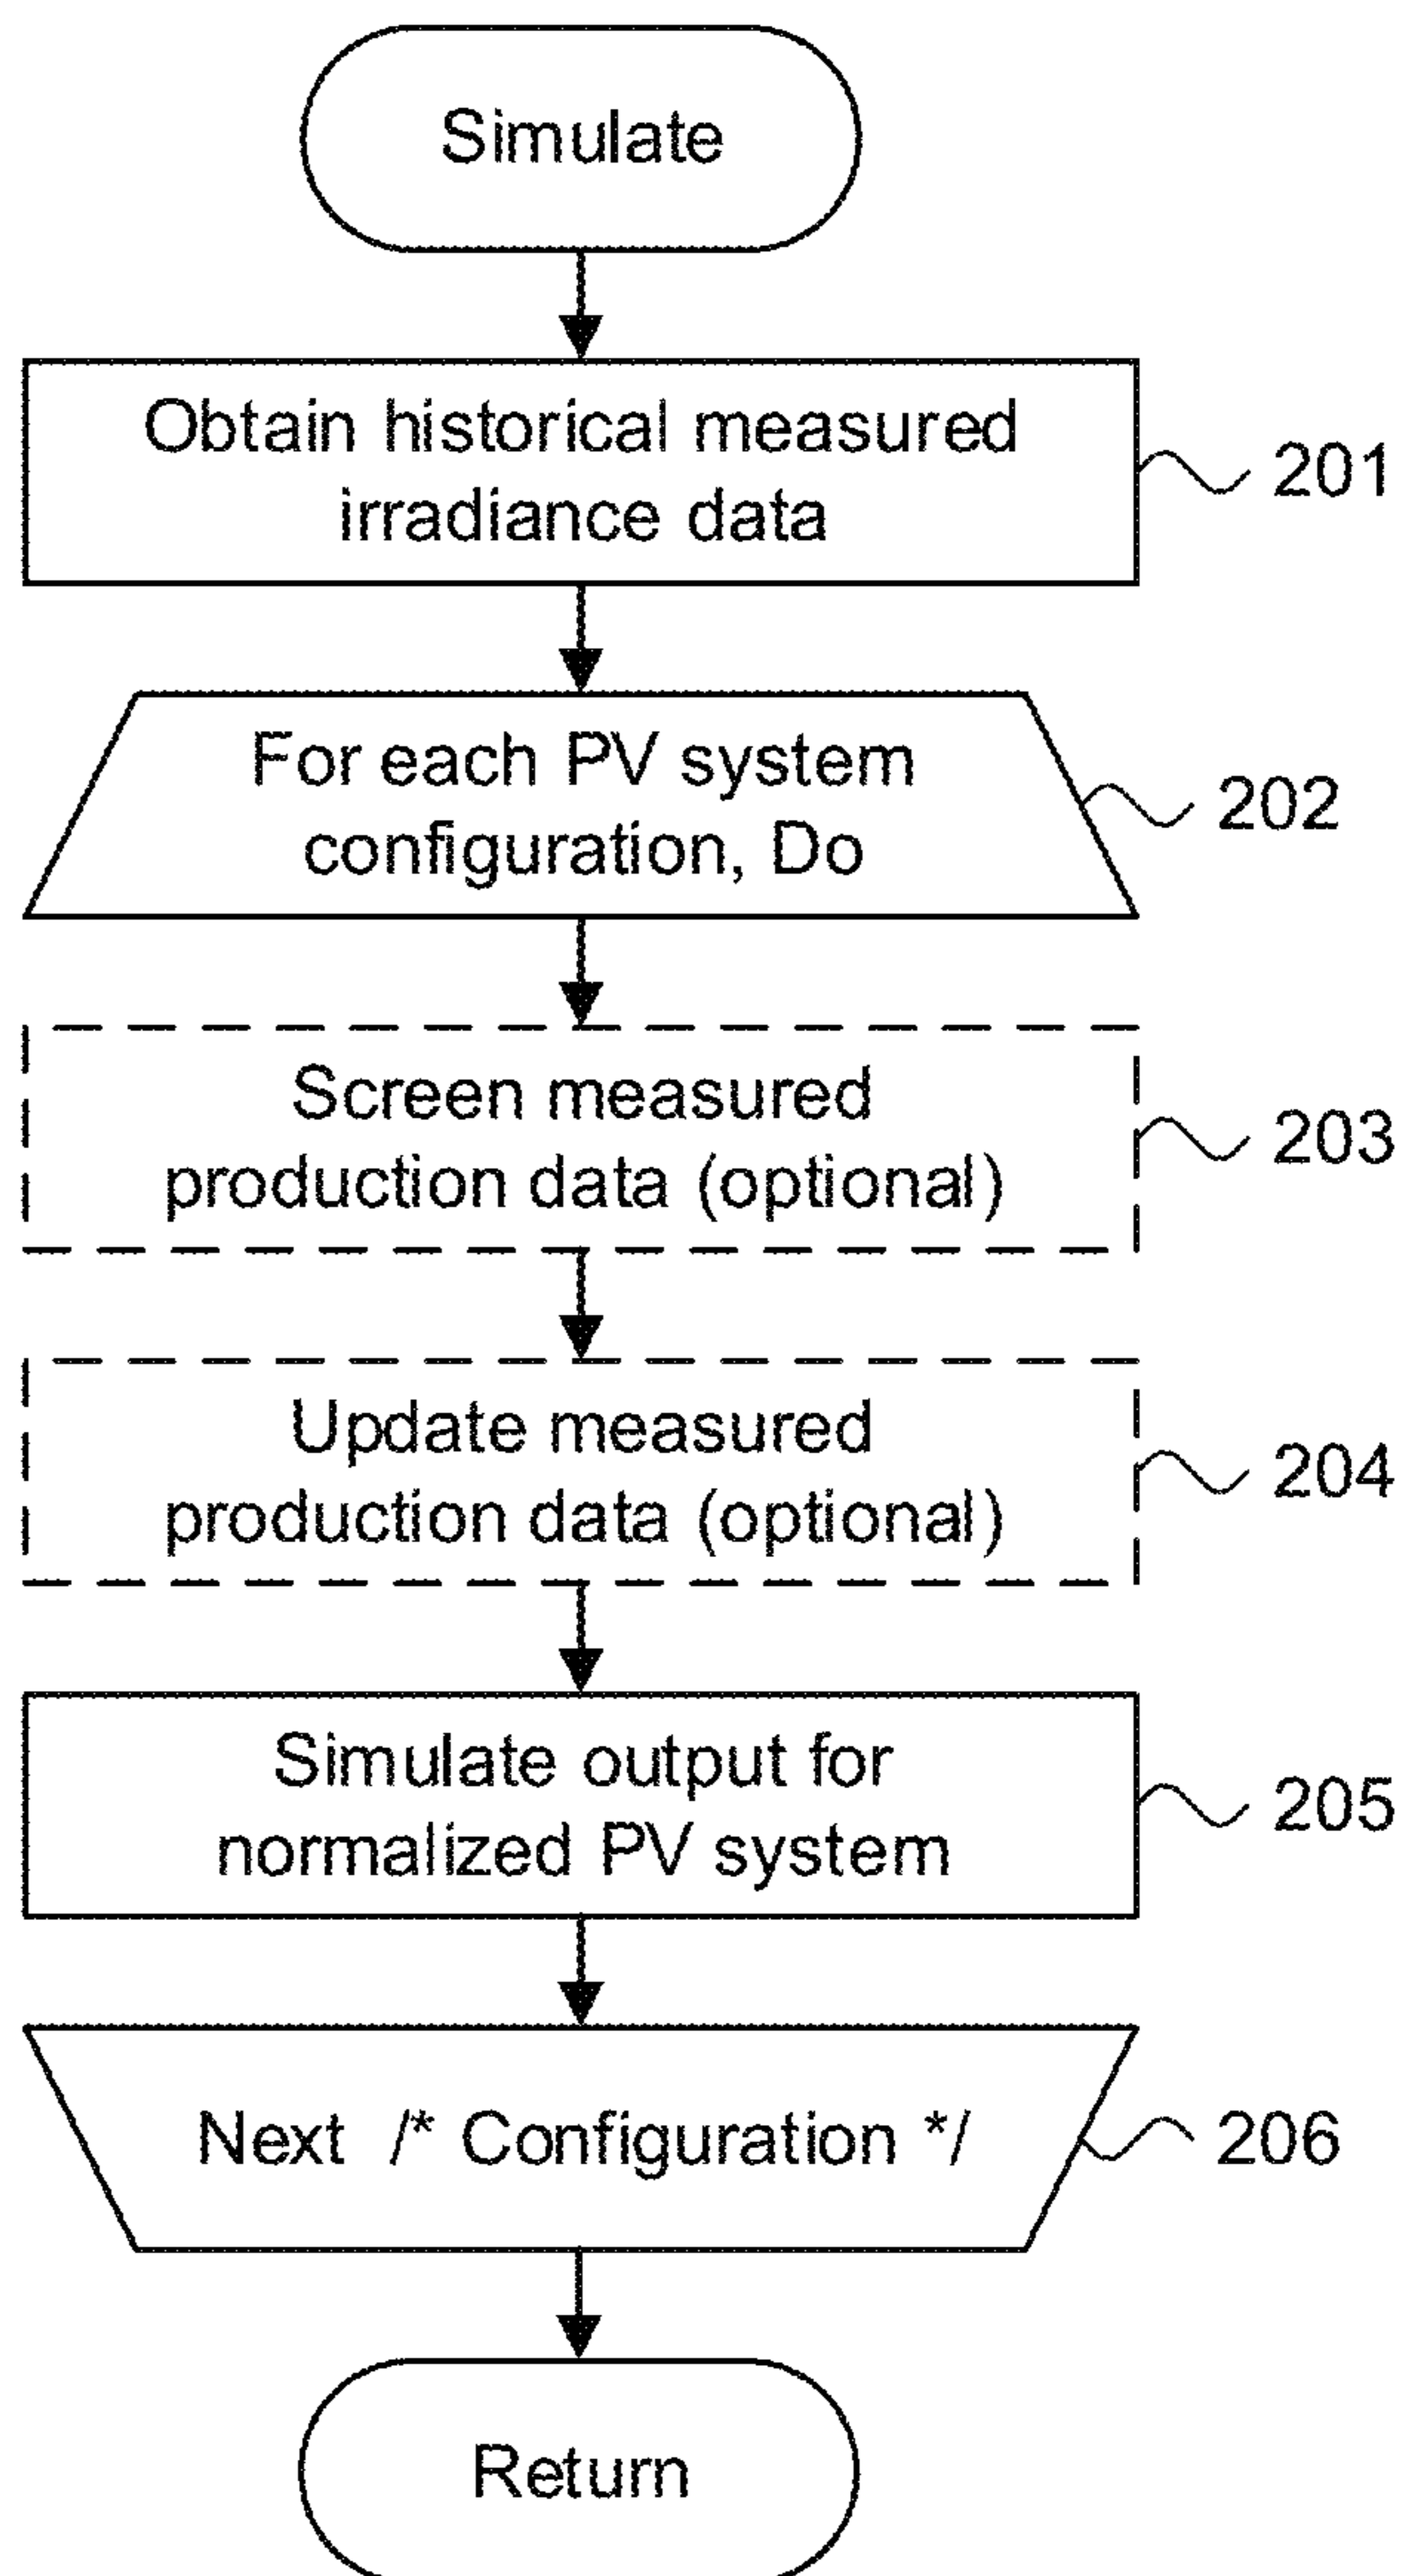 Simulate
Obtain historical measured
irradiance data
201
For each PV system
configuration, Do
202
Screen measured
production data (optional)
203
Update measured
production data (optional)
204
Simulate output for
normalized PV system
205
Next /* Configuration */
206
Return